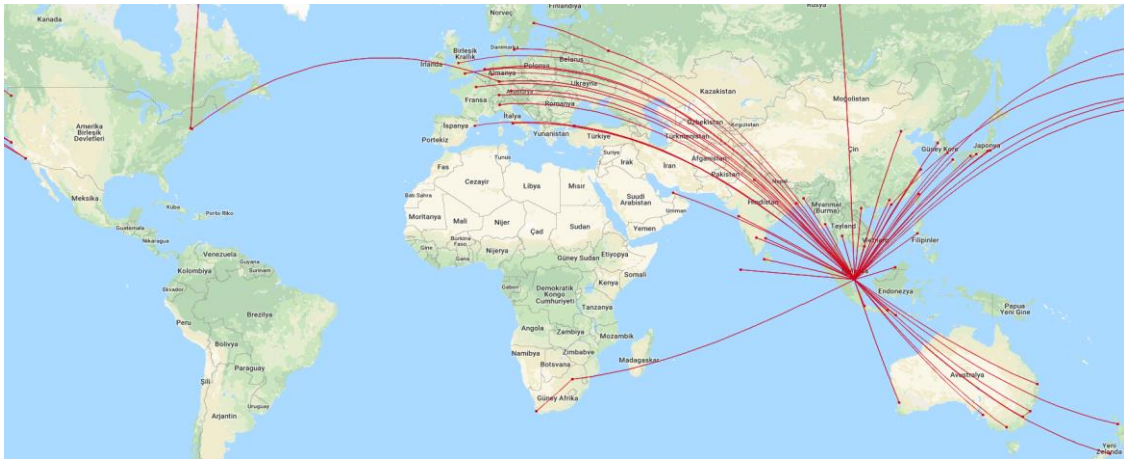 Kanada
Amerika
Birleşik
Devletleri
Meksika
Küba
Porto Riko
Guatemala
Nikaragua
Venezuela
Guyana
Surinam
Kolombiya
Ekvador
Peru
Brezilya
Bolivya
Paraguay
Şili
Uruguay
Arjantin
Norveç
Finlandiya
Rusya
Danimarka
Birleşik
Krallık
İrlanda
Polonya
Belarus
Almanya
Ukrayna
Fransa
Romanya
İtalya
İspanya
Portekiz
Yunanistan
Türkiye
Kazakistan
Moğolistan
Özbekistan
Kırgızistan
Türkmenistan
Çin
Güney Kore
Japonya
Suriye
Irak
İran
Afganistan
Pakistan
Nepal
Hindistan
Myanmar
(Burma)
Tayland
Vietnam
Filipinler
Tunus
Fas
Cezayir
Libya
Mısır
Suudi
Arabistan
Umman
Yemen
Batı Sahra
Moritanya
Mali
Nijer
Çad
Sudan
Burkina
Faso
Gine
Gana
Nijerya
Güney Sudan
Etiyopya
Somali
Kenya
Gabon
Demokratik
Kongo
Cumhuriyeti
Tanzanya
Angola
Zambiya
Mozambik
Namibya
Zimbabve
Botsvana
Madagaskar
Güney Afrika
Endonezya
Papua
Yeni Gine
Avustralya
Yeni
Zelanda